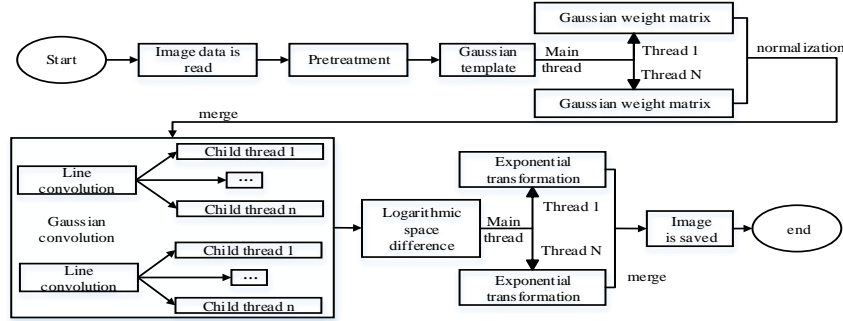 Gaussian weight matrix
Start
Image data is
read
Pretreatment
Gaussian
template
Main
thread
Thread 1
Thread N
normalization
Gaussian weight matrix
merge
Line
convolution
Child thread 1
...
Child thread n
Gaussian
convolution
Line
convolution
Child thread 1
...
Child thread n
Logarithmic
space
difference
Main
thread
Exponential
transformation
Thread 1
Thread N
Exponential
transformation
merge
Image
is saved
end